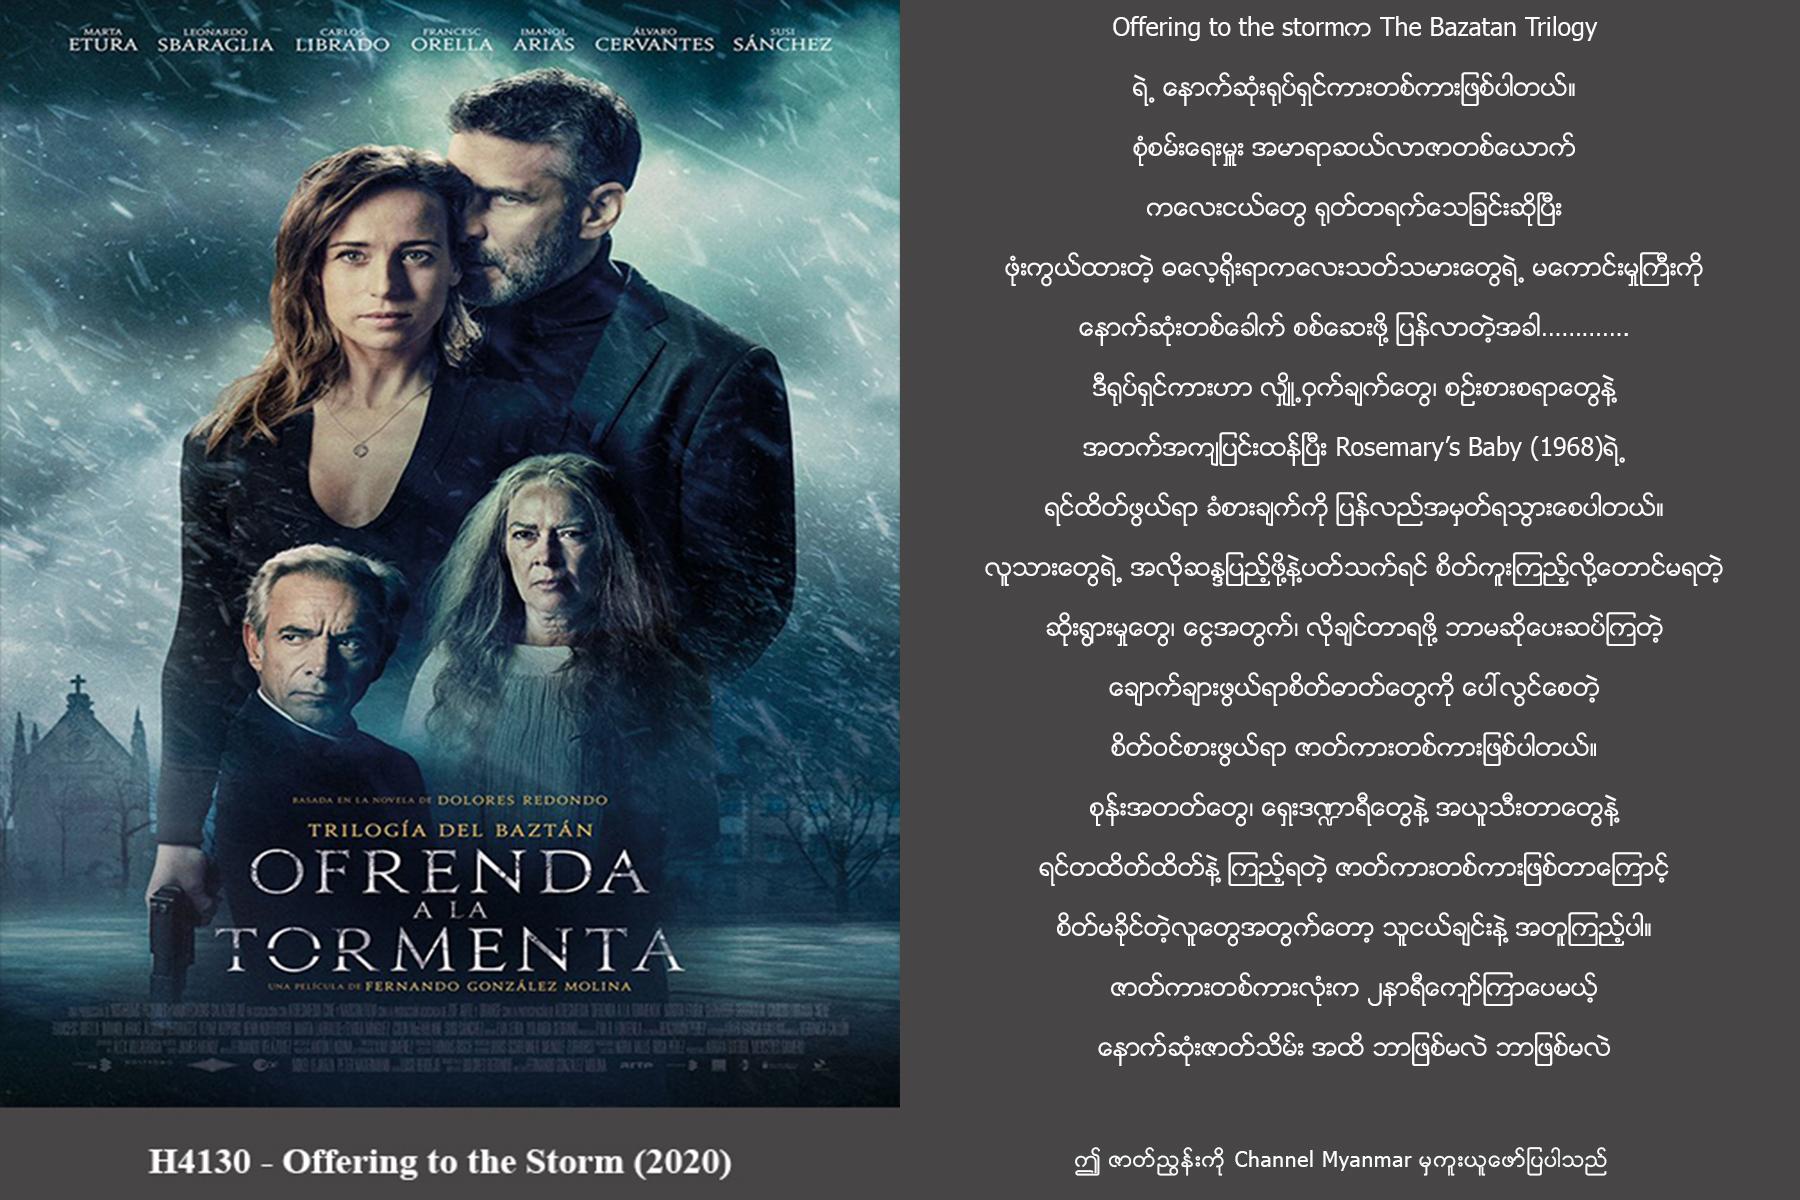 MARTA ETURA LEONARDO SBARAGLIA CARLOS LIBRADO FRANCESC ORELLA IMANOL ARIAS ÁLVARO CERVANTES SUSI SÁNCHEZ
BASADA EN LA NOVELA DE DOLORES REDONDO
TRILOGÍA DEL BAZTÁN
OFRENDA
A LA
TORMENTA
UNA PELÍCULA DE FERNANDO GONZÁLEZ MOLINA
H4130 - Offering to the Storm (2020)
Offering to the stormက The Bazatan Trilogy
ရဲ့ နောက်ဆုံးရုပ်ရှင်ကားတစ်ကားဖြစ်ပါတယ်။
စုံစမ်းရေးမှူး အမာရာဆယ်လာဇာတစ်ယောက်
ကလေးငယ်တွေ ရုတ်တရက်သေခြင်းဆိုပြီး
ဖုံးကွယ်ထားတဲ့ ဓလေ့ရိုးရာကလေးသတ်သမားတွေရဲ့ မကောင်းမှုကြီးကို
နောက်ဆုံးတစ်ခေါက် စစ်ဆေးဖို့ ပြန်လာတဲ့အခါ.............
ဒီရုပ်ရှင်ကားဟာ လျှို့ဝှက်ချက်တွေ၊ စဉ်းစားစရာတွေနဲ့
အတက်အကျပြင်းထန်ပြီး Rosemary’s Baby (1968)ရဲ့
ရင်ထိတ်ဖွယ်ရာ ခံစားချက်ကို ပြန်လည်အမှတ်ရသွားစေပါတယ်။
လူသားတွေရဲ့ အလိုဆန္ဒပြည့်ဖို့နဲ့ပတ်သက်ရင် စိတ်ကူးကြည့်လို့တောင်မရတဲ့
ဆိုးရွားမှုတွေ၊ ငွေအတွက်၊ လိုချင်တာရဖို့ ဘာမဆိုပေးဆပ်ကြတဲ့
ချောက်ချားဖွယ်ရာစိတ်ဓာတ်တွေကို ပေါ်လွင်စေတဲ့
စိတ်ဝင်စားဖွယ်ရာ ဇာတ်ကားတစ်ကားဖြစ်ပါတယ်။
စုန်းအတတ်တွေ၊ ရှေးဒဏ္ဍာရီတွေနဲ့ အယူသီးတာတွေနဲ့
ရင်တထိတ်ထိတ်နဲ့ ကြည့်ရတဲ့ ဇာတ်ကားတစ်ကားဖြစ်တာကြောင့်
စိတ်မခိုင်တဲ့လူတွေအတွက်တော့ သူငယ်ချင်းနဲ့ အတူကြည့်ပါ။
ဇာတ်ကားတစ်ကားလုံးက ၂နာရီကျော်ကြာပေမယ့်
နောက်ဆုံးဇာတ်သိမ်း အထိ ဘာဖြစ်မလဲ ဘာဖြစ်မလဲ
ဤ ဇာတ်ညွှန်းကို Channel Myanmar မှကူးယူဖော်ပြပါသည်